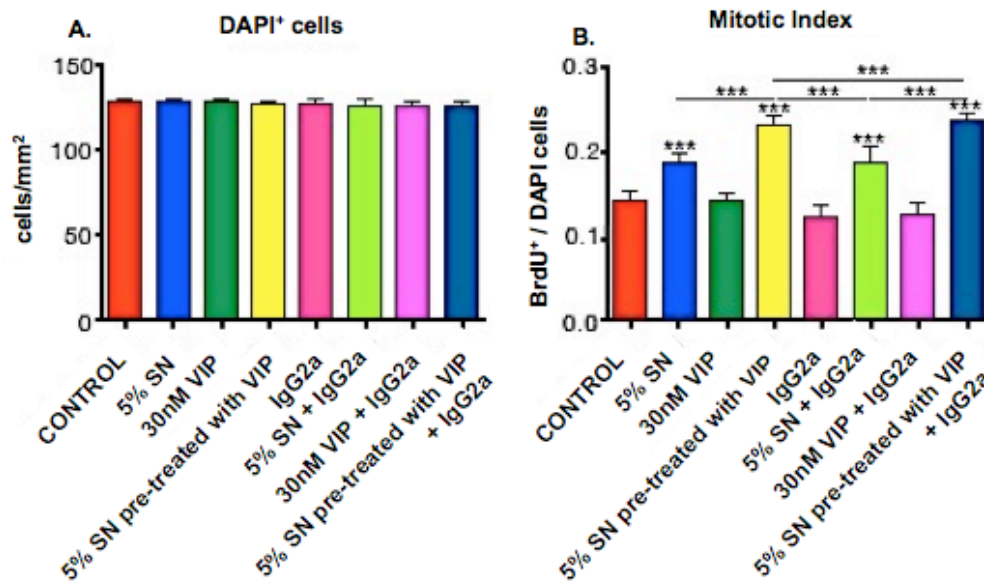 A.
DAPI⁺ cells
cells/mm²
150
100
50
0
CONTROL
5% SN
30nM VIP
5% SN pre-treated with VIP
IgG2a
5% SN + IgG2a
30nM VIP + IgG2a
5% SN pre-treated with VIP
+ IgG2a
B.
Mitotic Index
BrdU⁺ / DAPI cells
0.3
0.2
0.1
0.0
***
*** *** ***
*** *** *** ***
CONTROL
5% SN
30nM VIP
5% SN pre-treated with VIP
IgG2a
5% SN + IgG2a
30nM VIP + IgG2a
5% SN pre-treated with VIP
+ IgG2a